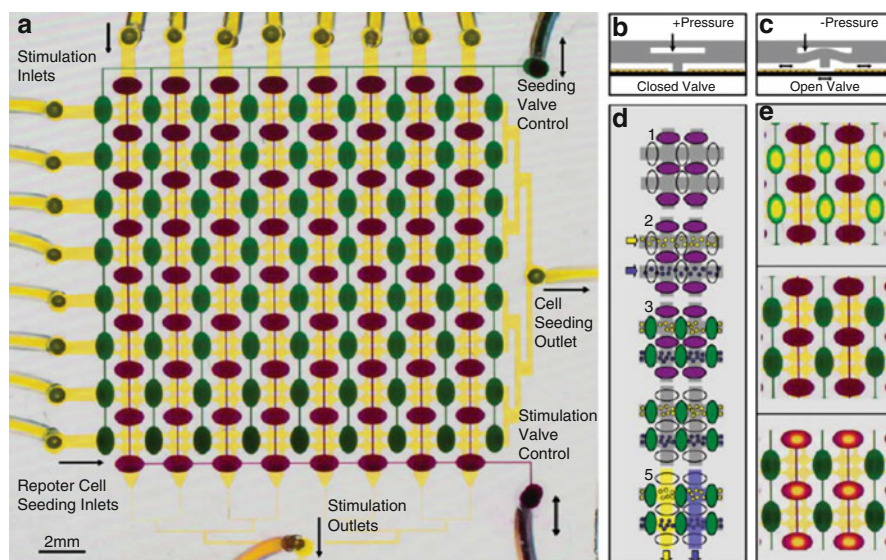 a
Stimulation
Inlets
Seeding
Valve
Control
Cell
Seeding
Outlet
Stimulation
Valve
Control
Repoter Cell
Seeding Inlets
Stimulation
Outlets
2mm
b
+Pressure
Closed Valve
c
-Pressure
Open Valve
d
1
2
3
5
e